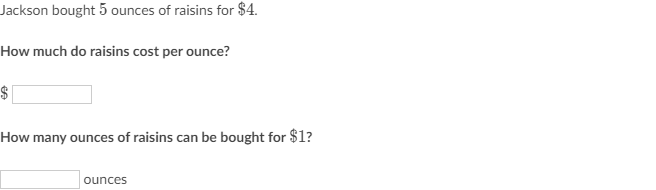 Jackson bought 5 ounces of raisins for $4.
How much do raisins cost per ounce?
$
How many ounces of raisins can be bought for $1?
ounces